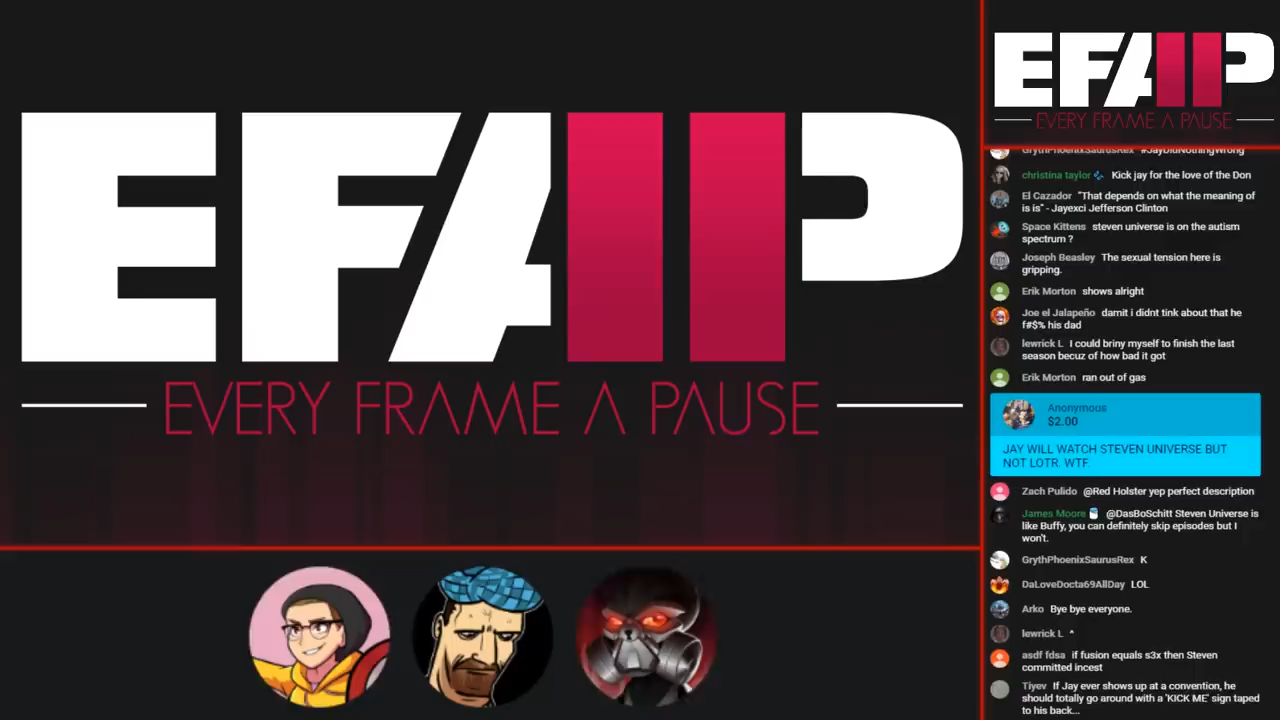 EFAP
EVERY FRAME A PAUSE
EFAP
EVERY FRAME A PAUSE
GrythPhoenixSaurusRex #JayDidNothingWrong
christina taylor Kick jay for the love of the Don
El Cazador "That depends on what the meaning of
is is" - Jayexci Jefferson Clinton
Space Kittens steven universe is on the autism
spectrum ?
Joseph Beasley The sexual tension here is
gripping.
Erik Morton shows alright
Joe el Jalapeño damit i didnt tink about that he
f#$% his dad
lewrick L I could briny myself to finish the last
season becuz of how bad it got
Erik Morton ran out of gas
Anonymous
$2.00
JAY WILL WATCH STEVEN UNIVERSE BUT
NOT LOTR. WTF.
Zach Pulido @Red Holster yep perfect description
James Moore @DasBoSchitt Steven Universe is
like Buffy, you can definitely skip episodes but I
won't.
GrythPhoenixSaurusRex K
DaLoveDocta69AllDay LOL
Arko Bye bye everyone.
lewrick L ^
asdf fdsa if fusion equals s3x then Steven
committed incest
Tiyev If Jay ever shows up at a convention, he
should totally go around with a 'KICK ME' sign taped
to his back...